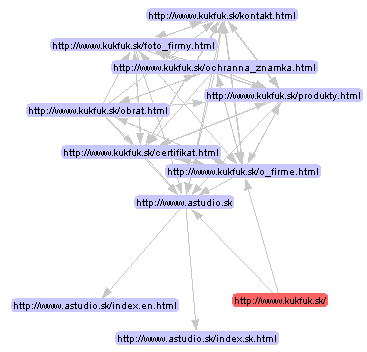 http://www.kukfuk.sk/kontakt.html
http://www.kukfuk.sk/foto_firmy.html
http://www.kukfuk.sk/ochranna_znamka.html
http://www.kukfuk.sk/produkty.html
http://www.kukfuk.sk/obrat.html
http://www.kukfuk.sk/certifikat.html
http://www.kukfuk.sk/o_firme.html
http://www.astudio.sk
http://www.kukfuk.sk/
http://www.astudio.sk/index.en.html
http://www.astudio.sk/index.sk.html